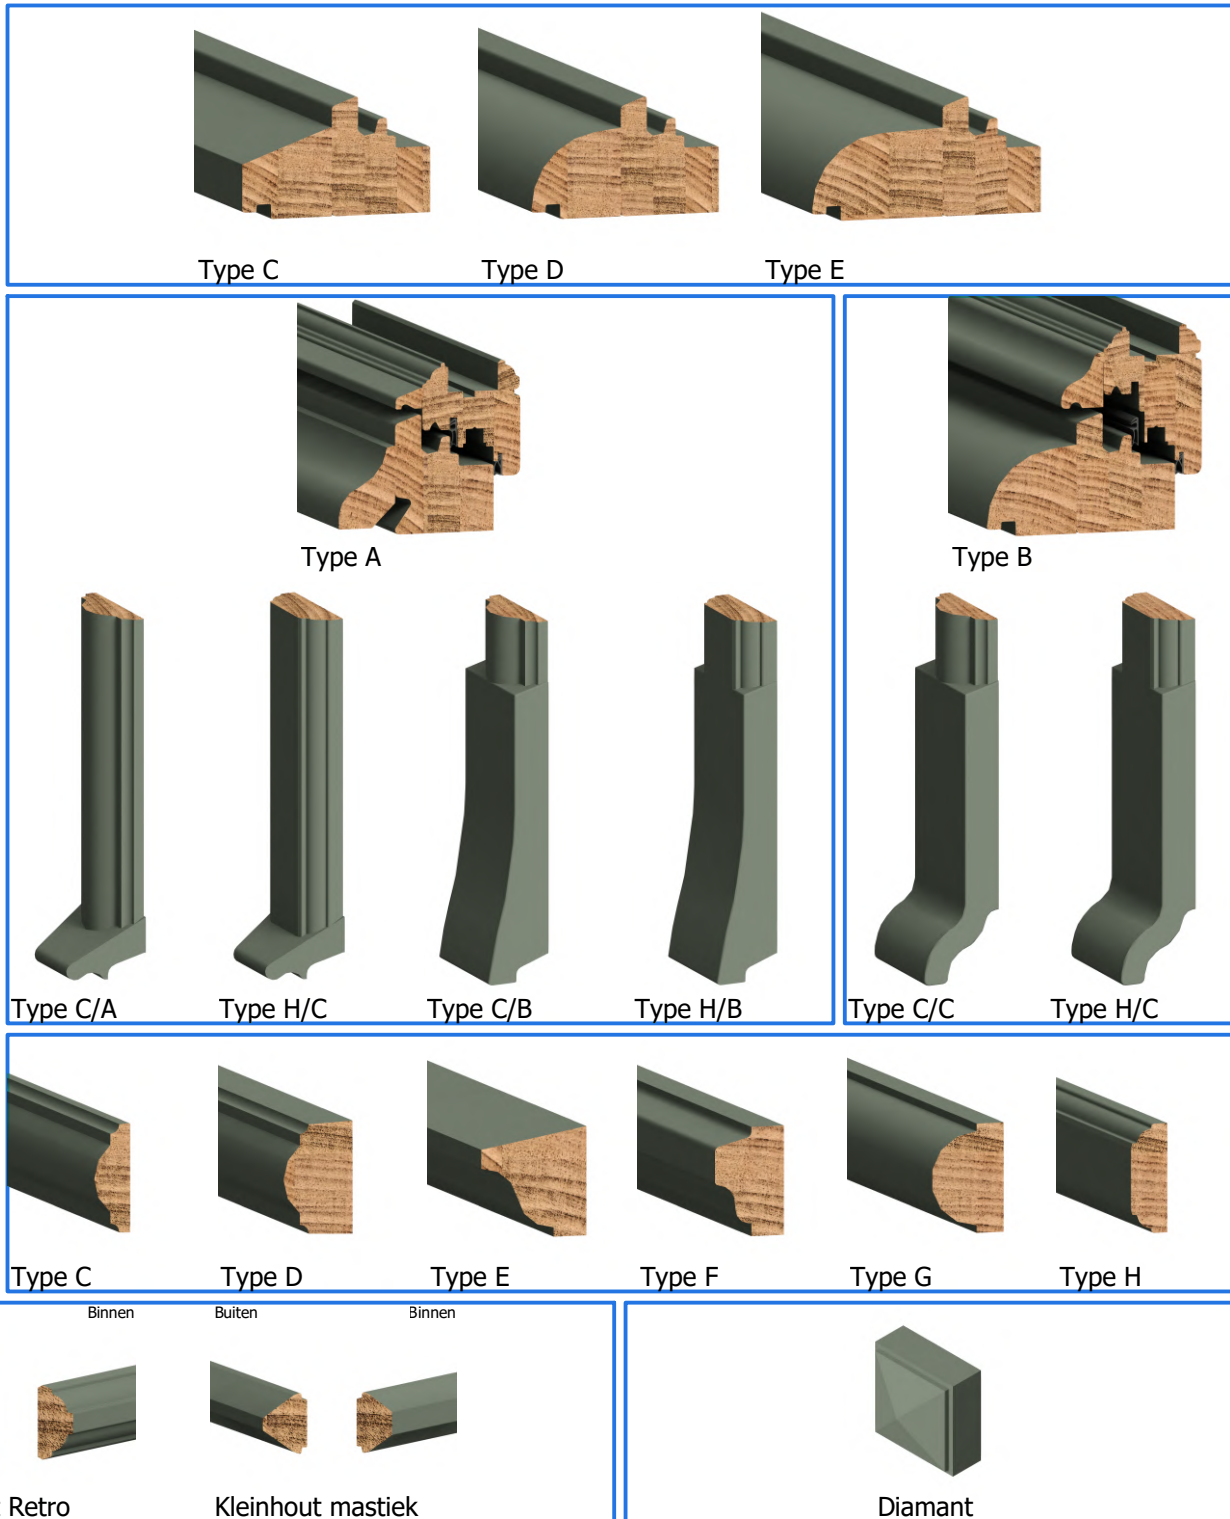 Type C
Type D
Type E
Type A
Type B
Type C/A
Type H/C
Type C/B
Type H/B
Type C/C
Type H/C
Type C
Type D
Type E
Type F
Type G
Type H
Binnen
Buiten
Binnen
Retro
Kleinhout mastiek
Diamant